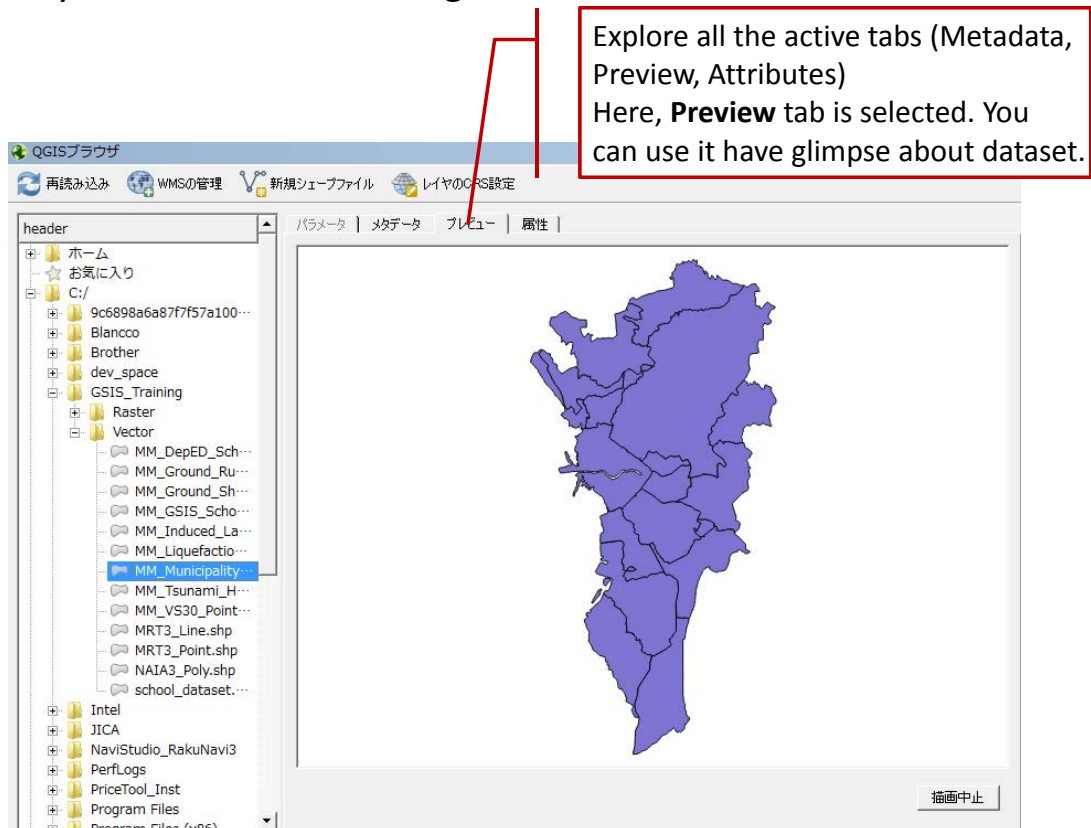 Explore all the active tabs (Metadata,
Preview, Attributes)
Here, Preview tab is selected. You
can use it have glimpse about dataset.
QGISブラウザ
再読み込み WMSの管理 新規シェープファイル レイヤのCRS設定
header
パラメータ メタデータ プレビュー 属性
ホーム
お気に入り
C:/
9c6898a6a87f7f57a100…
Blancco
Brother
dev_space
GSIS_Training
Raster
Vector
MM_DepED_Sch…
MM_Ground_Ru…
MM_Ground_Sh…
MM_GSIS_Scho…
MM_Induced_La…
MM_Liquefactio…
MM_Municipality…
MM_Tsunami_H…
MM_VS30_Point…
MRT3_Line.shp
MRT3_Point.shp
NAIA3_Poly.shp
school_dataset.…
Intel
JICA
NaviStudio_RakuNavi3
PerfLogs
PriceTool_Inst
Program Files
Program Files (x86)
描画中止